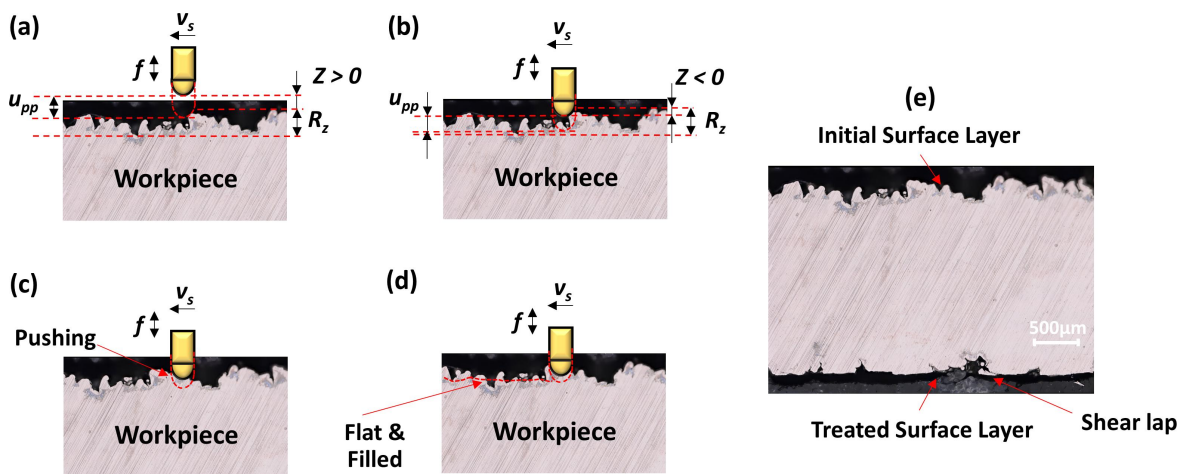 (a)
v_s
f
Z > 0
u_pp
R_z
Workpiece
(b)
v_s
f
Z < 0
u_pp
R_z
Workpiece
(c)
v_s
f
Pushing
Workpiece
(d)
v_s
f
Workpiece
Flat &
Filled
(e)
Initial Surface Layer
500μm
Treated Surface Layer
Shear lap